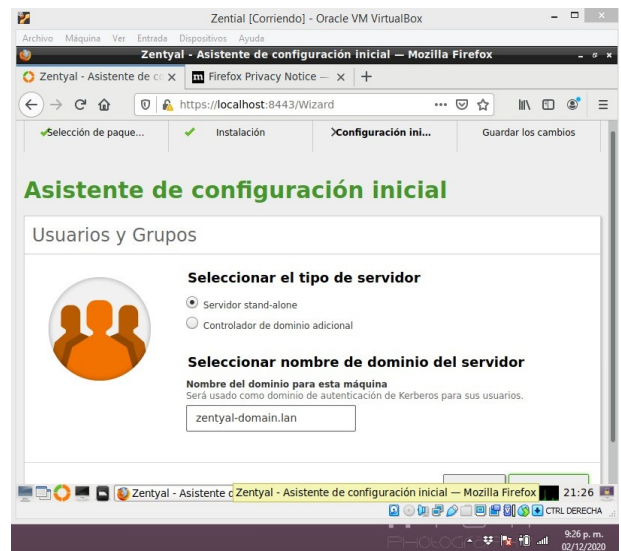 Zential [Corriendo] - Oracle VM VirtualBox
Archivo Máquina Ver Entrada Dispositivos Ayuda
Zentyal - Asistente de configuración inicial — Mozilla Firefox
Zentyal - Asistente de co
Firefox Privacy Notice —
https://localhost:8443/Wizard
Selección de paque...
Instalación
Configuración ini...
Guardar los cambios
Asistente de configuración inicial
Usuarios y Grupos
Seleccionar el tipo de servidor
Servidor stand-alone
Controlador de dominio adicional
Seleccionar nombre de dominio del servidor
Nombre del dominio para esta máquina
Será usado como dominio de autenticación de Kerberos para sus usuarios.
zentyal-domain.lan
Zentyal - Asistente
Zentyal - Asistente de configuración inicial — Mozilla Firefox
21:26
CTRL DERECHA
9:26 p. m.
02/12/2020